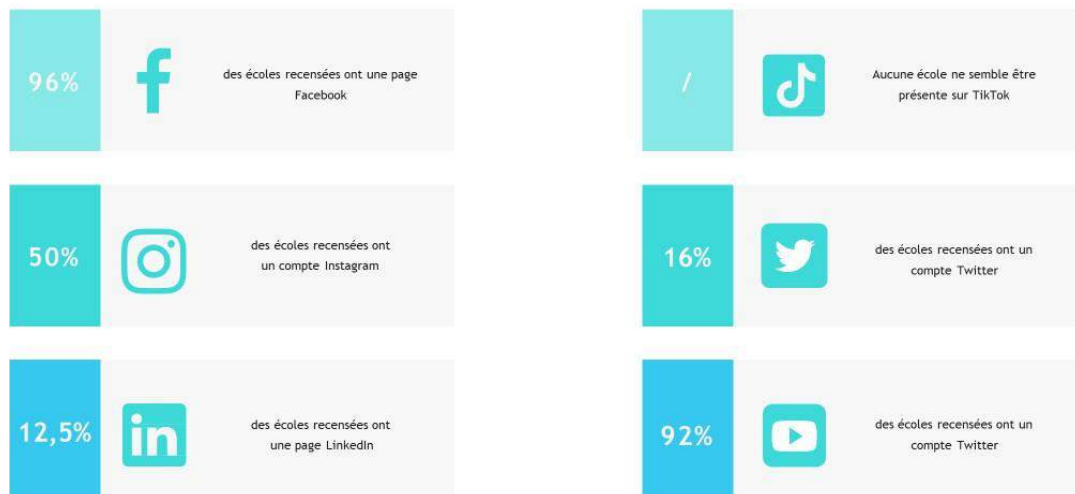 96%
des écoles recensées ont une page
Facebook
/
Aucune école ne semble être
présente sur TikTok
50%
des écoles recensées ont
un compte Instagram
16%
des écoles recensées ont un
compte Twitter
12,5%
in
des écoles recensées ont
une page LinkedIn
92%
des écoles recensées ont un
compte Twitter